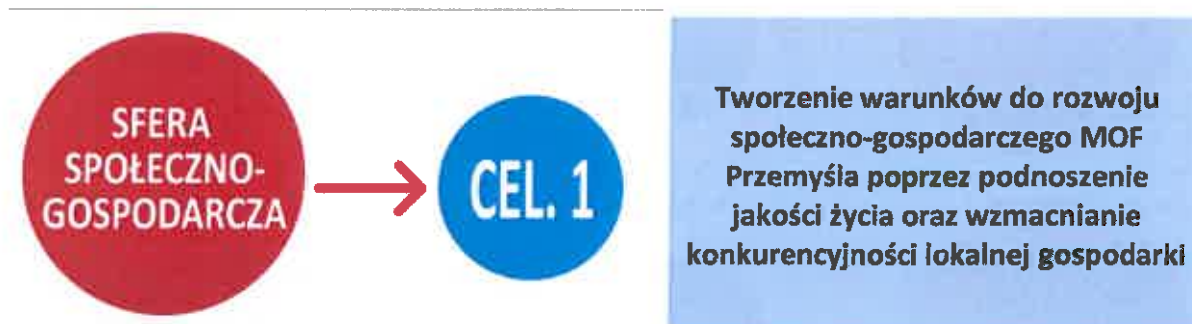 SFERA
SPOŁECZNO-
GOSPODARCZA
CEL. 1
Tworzenie warunków do rozwoju
społeczno-gospodarczego MOF
Przemyśla poprzez podnoszenie
jakości życia oraz wzmacnianie
konkurencyjności lokalnej gospodarki